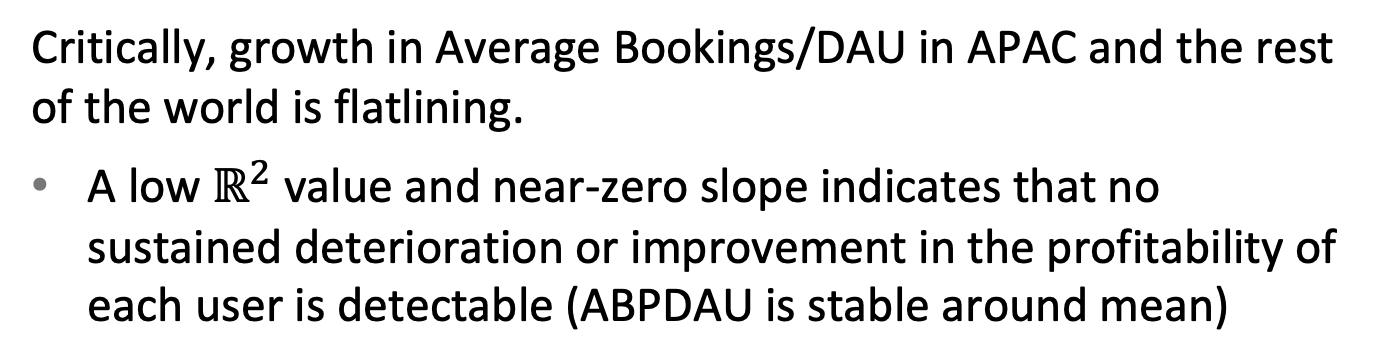 Critically, growth in Average Bookings/DAU in APAC and the rest
of the world is flatlining.
• A low ℝ² value and near-zero slope indicates that no
sustained deterioration or improvement in the profitability of
each user is detectable (ABPDAU is stable around mean)